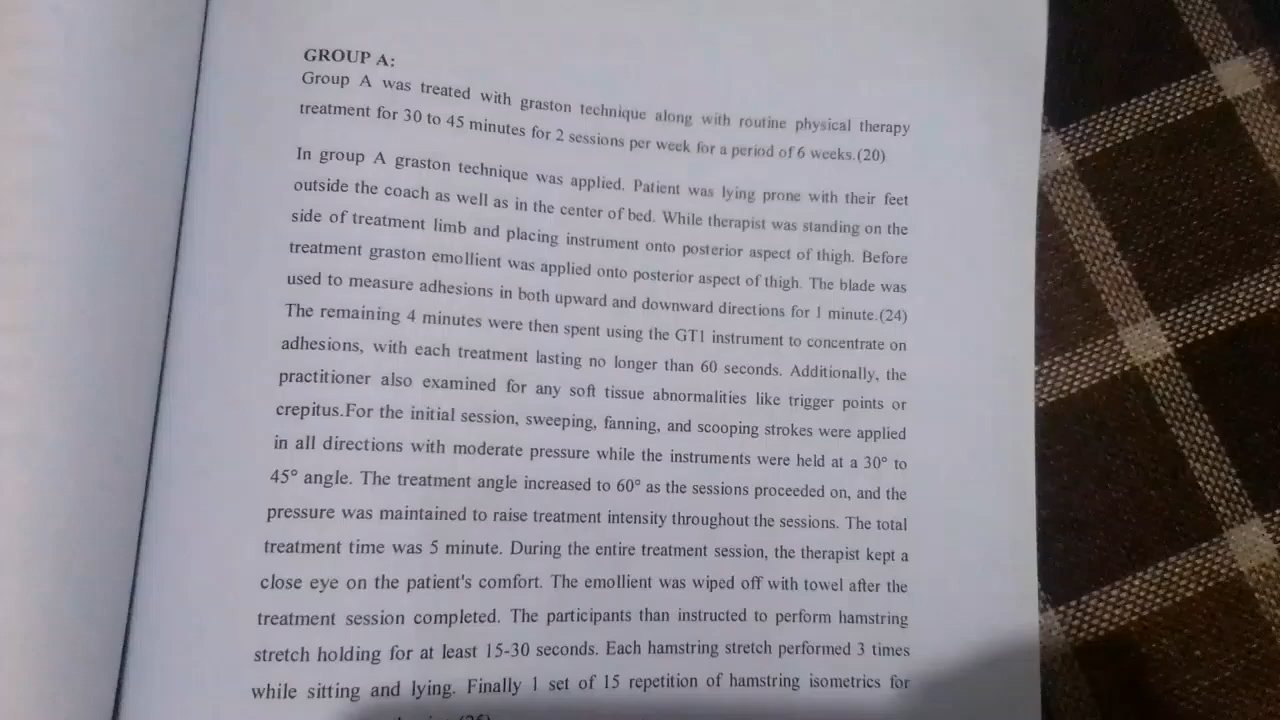 GROUP A:
Group A was treated with graston technique along with routine physical therapy
treatment for 30 to 45 minutes for 2 sessions per week for a period of 6 weeks.(20)
In group A graston technique was applied. Patient was lying prone with their feet
outside the coach as well as in the center of bed. While therapist was standing on the
side of treatment limb and placing instrument onto posterior aspect of thigh. Before
treatment graston emollient was applied onto posterior aspect of thigh. The blade was
used to measure adhesions in both upward and downward directions for 1 minute.(24)
The remaining 4 minutes were then spent using the GT1 instrument to concentrate on
adhesions, with each treatment lasting no longer than 60 seconds. Additionally, the
practitioner also examined for any soft tissue abnormalities like trigger points or
crepitus.For the initial session, sweeping, fanning, and scooping strokes were applied
in all directions with moderate pressure while the instruments were held at a 30° to
45° angle. The treatment angle increased to 60° as the sessions proceeded on, and the
pressure was maintained to raise treatment intensity throughout the sessions. The total
treatment time was 5 minute. During the entire treatment session, the therapist kept a
close eye on the patient's comfort. The emollient was wiped off with towel after the
treatment session completed. The participants than instructed to perform hamstring
stretch holding for at least 15-30 seconds. Each hamstring stretch performed 3 times
while sitting and lying. Finally 1 set of 15 repetition of hamstring isometrics for